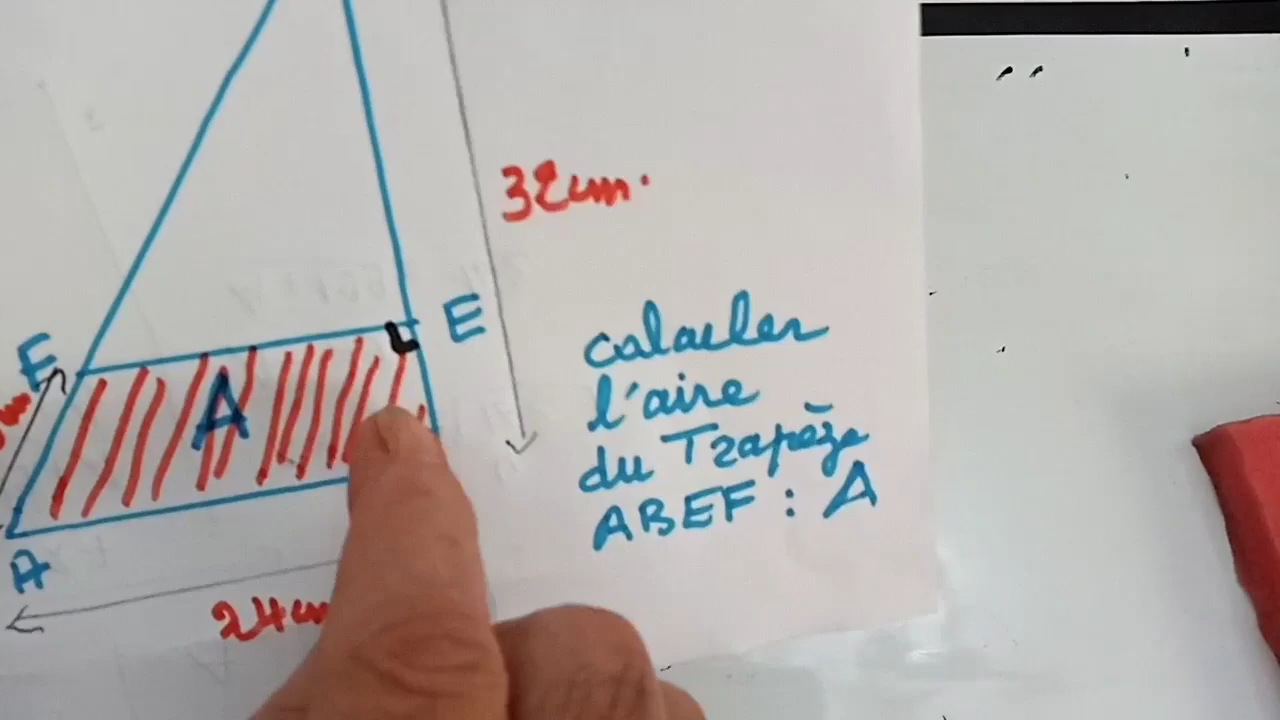 32cm.
E
E
A
calculer
l'aire
du Trapèze
ABEF : A
A
24cm